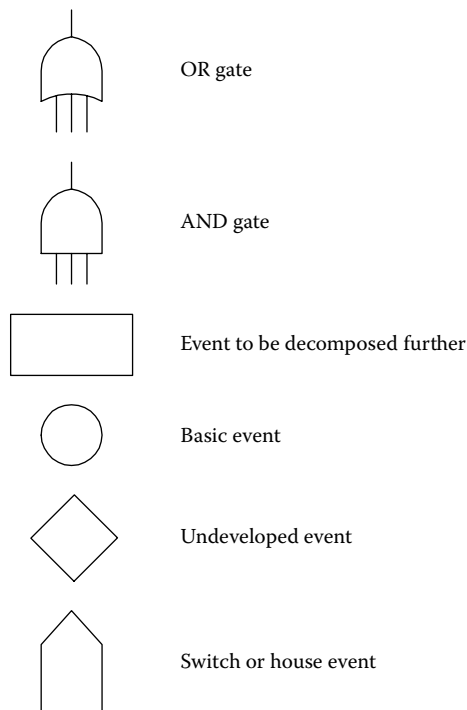 OR gate
AND gate
Event to be decomposed further
Basic event
Undeveloped event
Switch or house event